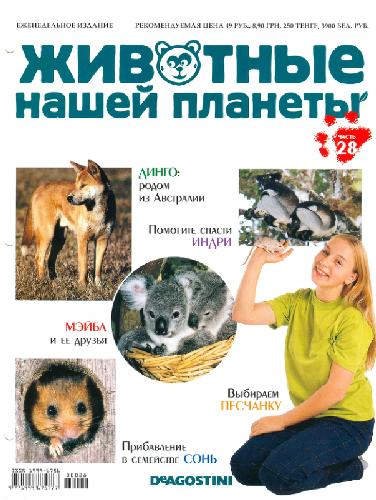 ЕЖЕНЕДЕЛЬНОЕ ИЗДАНИЕ
РЕКОМЕНДУЕМАЯ ЦЕНА 19 РУБ., 8,90 ГРН, 250 ТЕНГЕ, 3900 БЕЛ. РУБ.
ЖИВОТНЫЕ
НАШЕЙ ПЛАНЕТЫ
ЧАСТЬ
28
ДИНГО:
РОДОМ
ИЗ АВСТРАЛИИ
ПОМОГИТЕ СПАСТИ
ИНДРИ
МЭЙБА
И ЕЕ ДРУЗЬЯ
ВЫБИРАЕМ
ПЕСЧАНКУ
ПРИБАВЛЕНИЕ
В СЕМЕЙСТВЕ СОНЬ
DeAGOSTINI